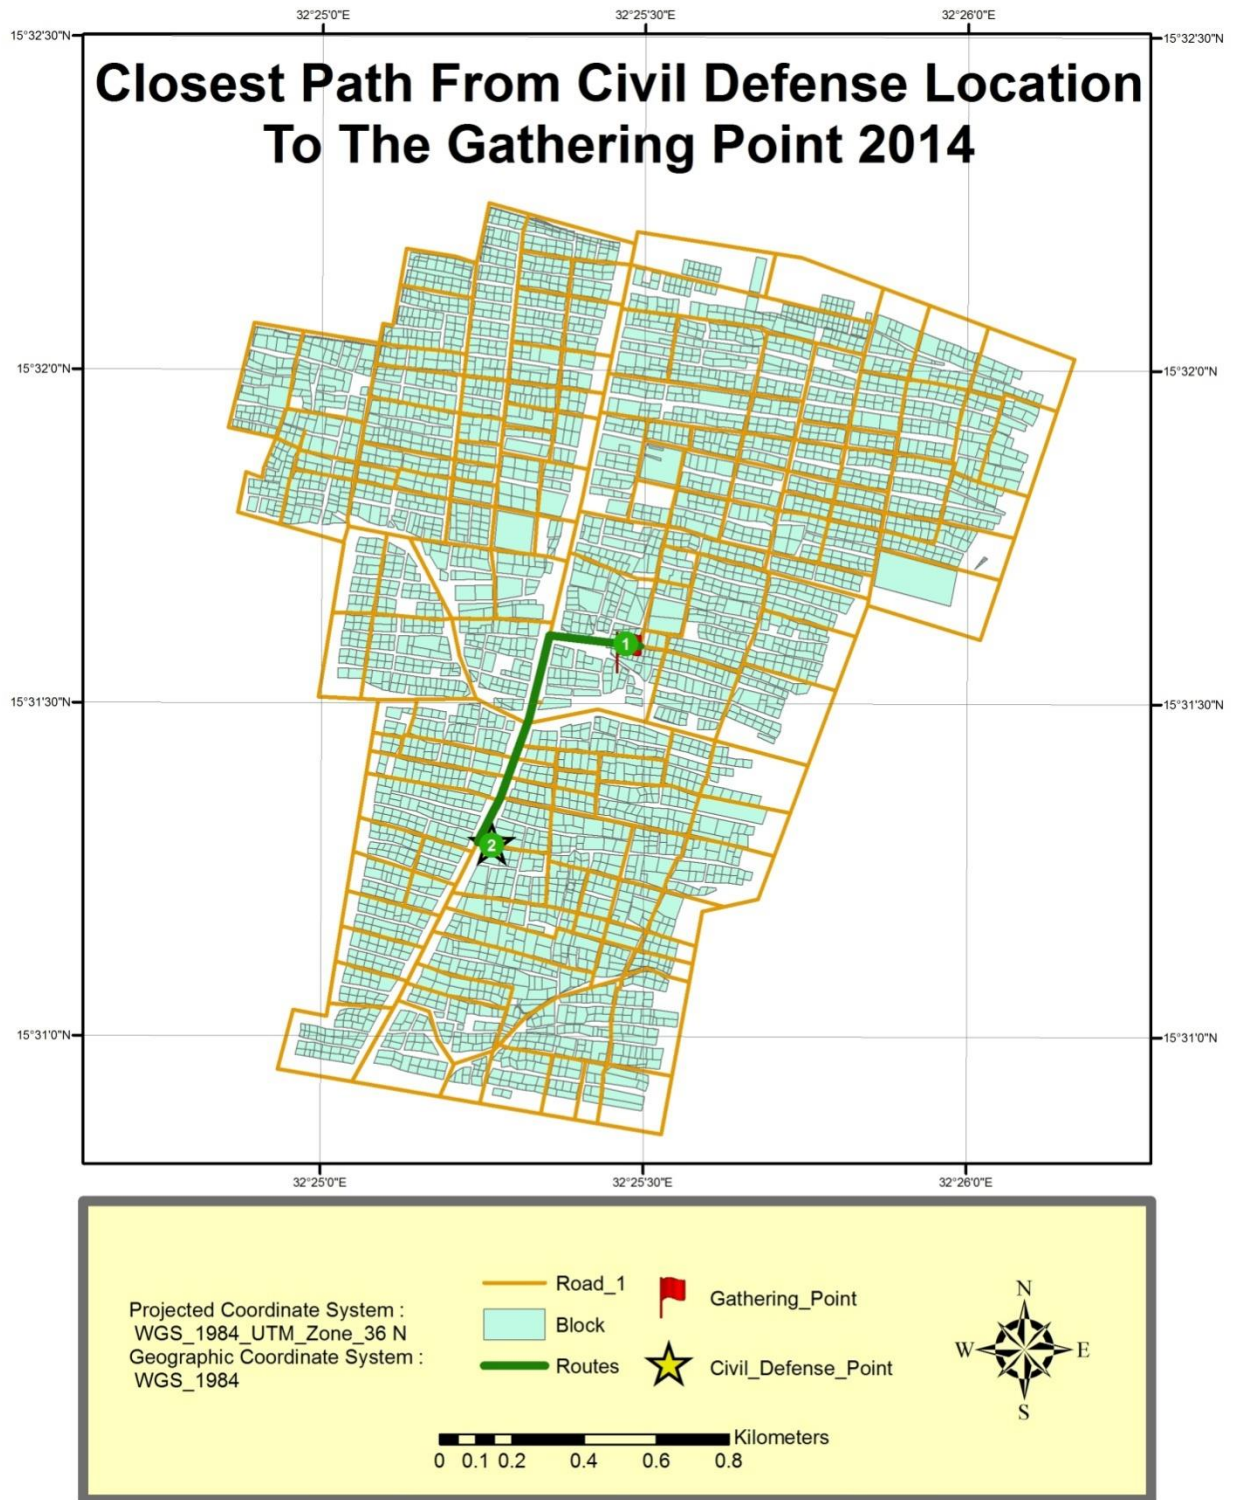 32°25'0"E 32°25'30"E 32°26'0"E
15°32'30"N 15°32'30"N
Closest Path From Civil Defense Location
To The Gathering Point 2014
15°32'0"N 15°32'0"N
1
15°31'30"N 15°31'30"N
2
15°31'0"N 15°31'0"N
32°25'0"E 32°25'30"E 32°26'0"E
Projected Coordinate System :
WGS_1984_UTM_Zone_36 N
Geographic Coordinate System :
WGS_1984
Road_1
Block
Routes
Gathering_Point
Civil_Defense_Point
N
W E
S
Kilometers
0 0.1 0.2 0.4 0.6 0.8